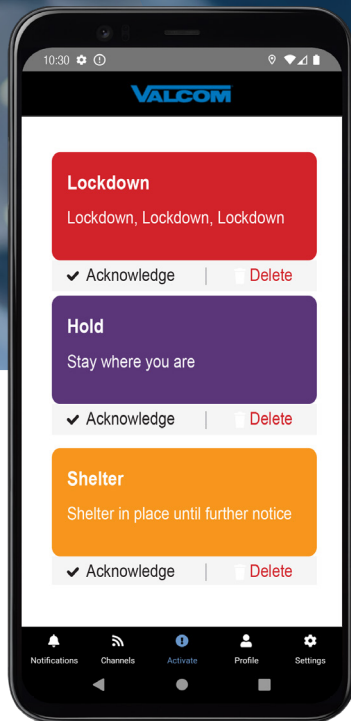 10:30
VALCOM
Lockdown
Lockdown, Lockdown, Lockdown
Acknowledge | Delete
Hold
Stay where you are
Acknowledge | Delete
Shelter
Shelter in place until further notice
Acknowledge | Delete
Notifications Channels Activate Profile Settings